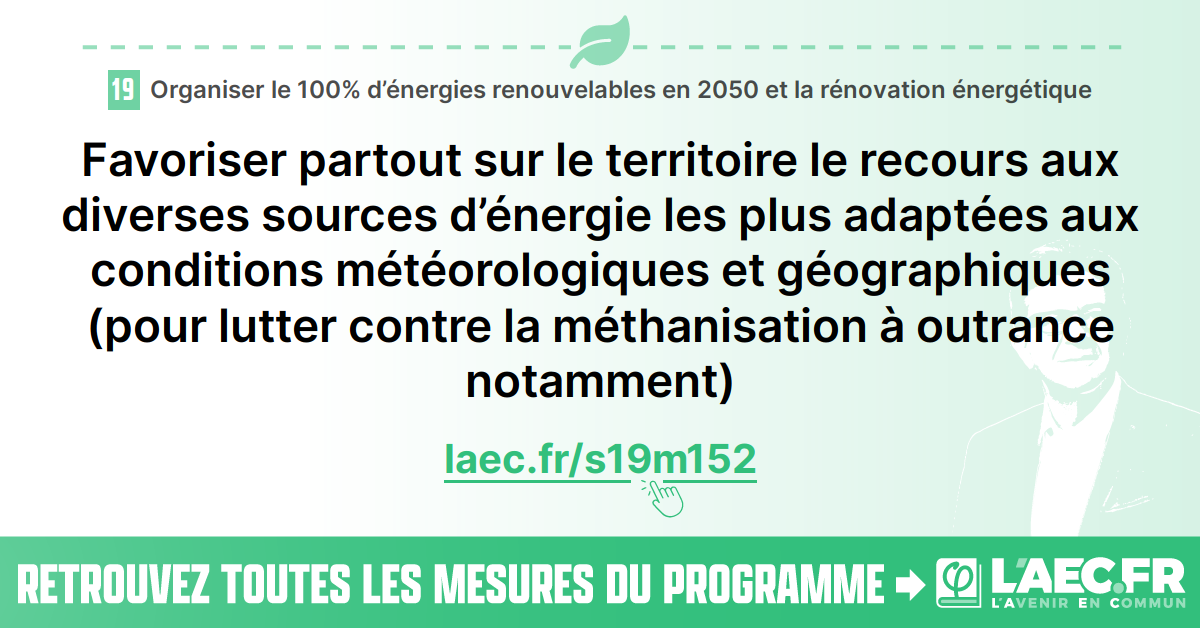 19 Organiser le 100% d’énergies renouvelables en 2050 et la rénovation énergétique
Favoriser partout sur le territoire le recours aux
diverses sources d’énergie les plus adaptées aux
conditions météorologiques et géographiques
(pour lutter contre la méthanisation à outrance
notamment)
laec.fr/s19m152
RETROUVEZ TOUTES LES MESURES DU PROGRAMME
φ L'AEC.FR
L'AVENIR EN COMMUN